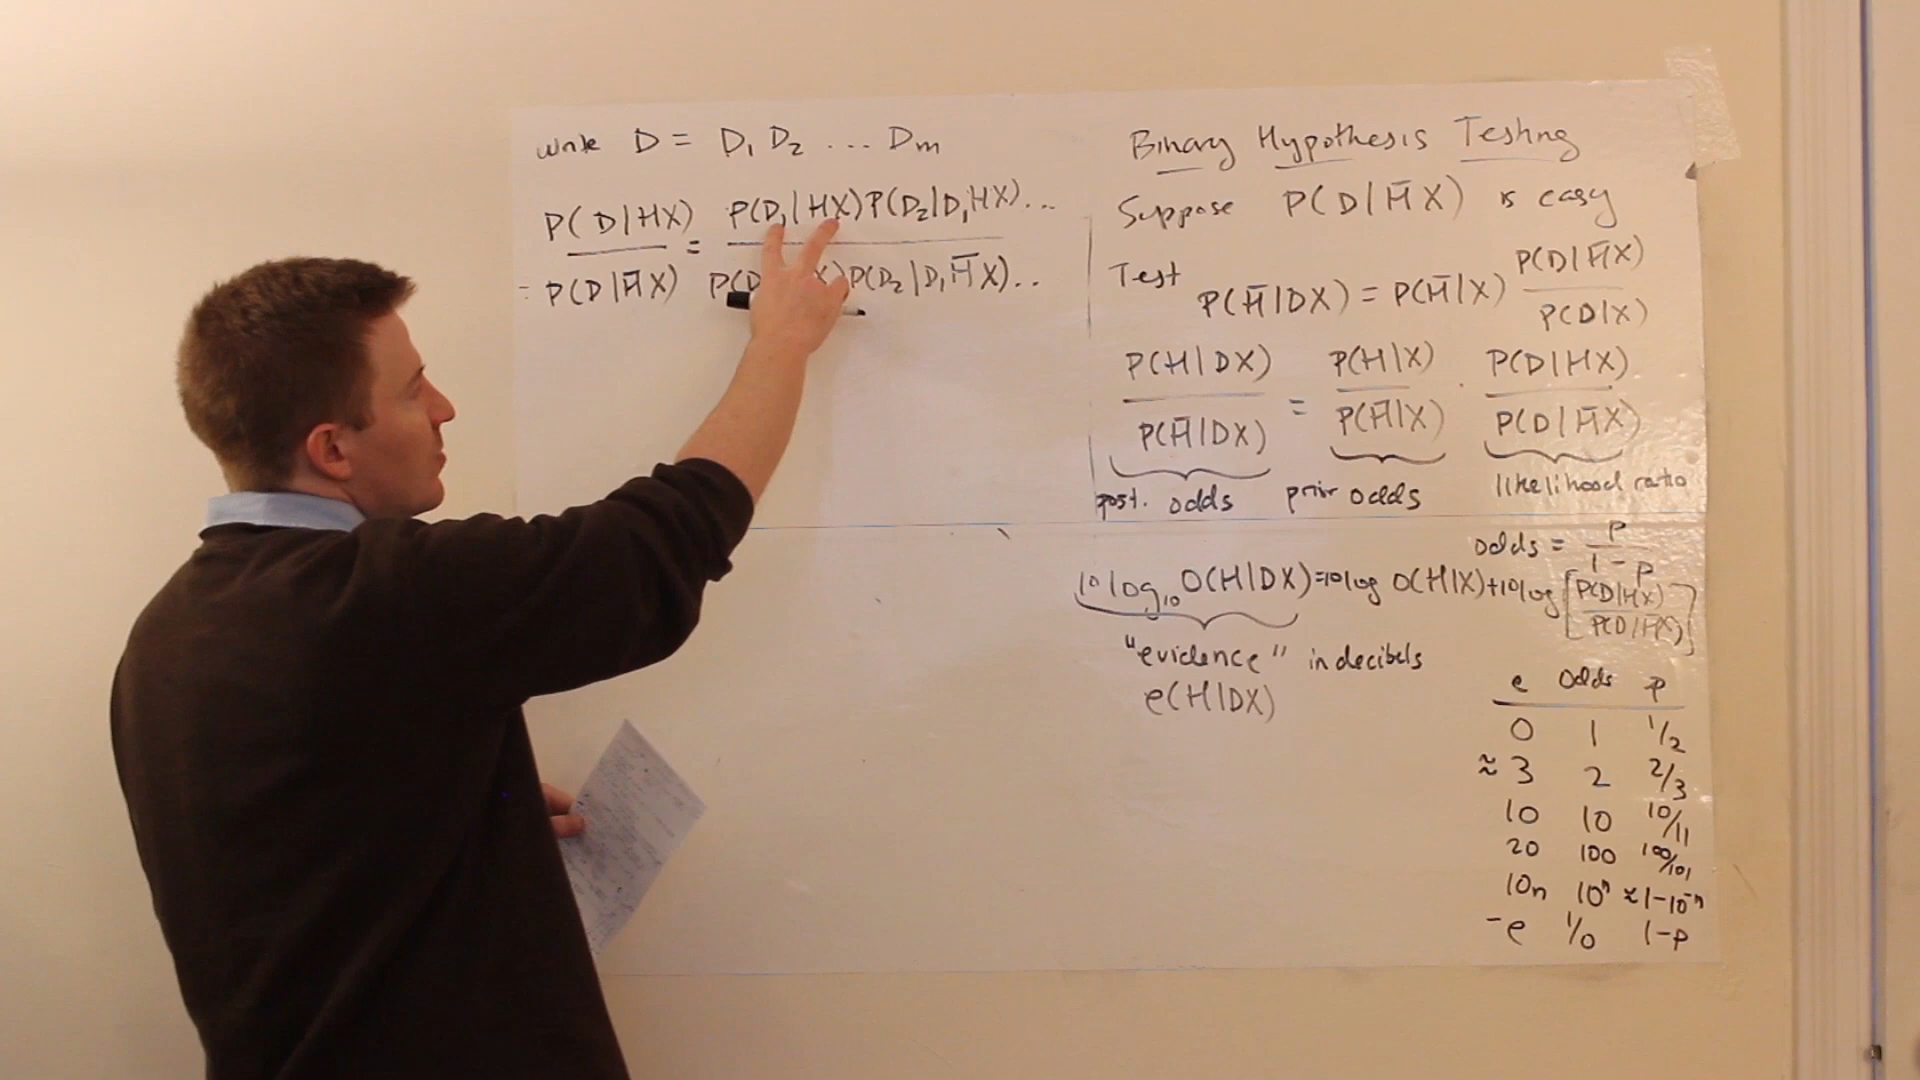 write D = D₁ D₂ ... Dₘ
P(D|HX) / P(D|H̄X) = P(D₁|HX)P(D₂|D₁HX)... / P(D X)P(D₂|D₁H̄X)..
Binary Hypothesis Testing
Suppose P(D|H̄X) is easy
Test P(H̄|DX) = P(H̄|X) P(D|H̄X) / P(D|X)
P(H|DX) / P(H̄|DX) = P(H|X) / P(H̄|X) · P(D|HX) / P(D|H̄X)
post. odds prior odds likelihood ratio
odds = P / 1-P
10 log₁₀ O(H|DX) = 10 log O(H|X) + 10 log [P(D|HX) / P(D|H̄X)]
"evidence" in decibels
e(H|DX)
e Odds P
0 1 1/2
≈ 3 2 2/3
10 10 10/11
20 100 100/101
10n 10ⁿ ≈ 1-10⁻ⁿ
-e 1/o 1-p